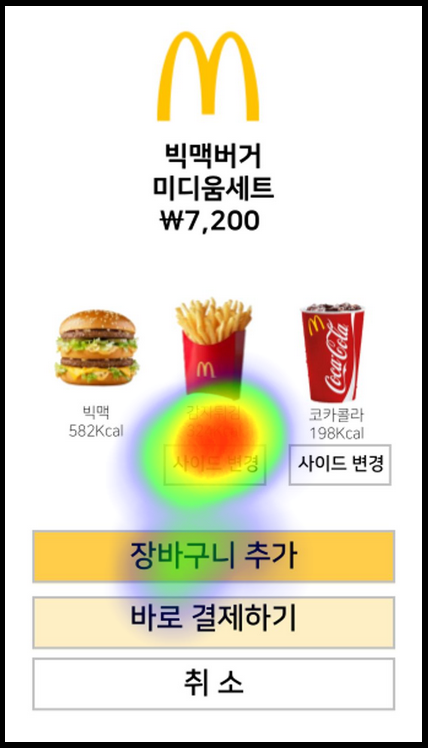 빅맥버거
미디움세트
₩7,200
빅맥
582Kcal
코카콜라
198Kcal
사이드 변경
사이드 변경
장바구니 추가
바로 결제하기
취 소
Coca-Cola